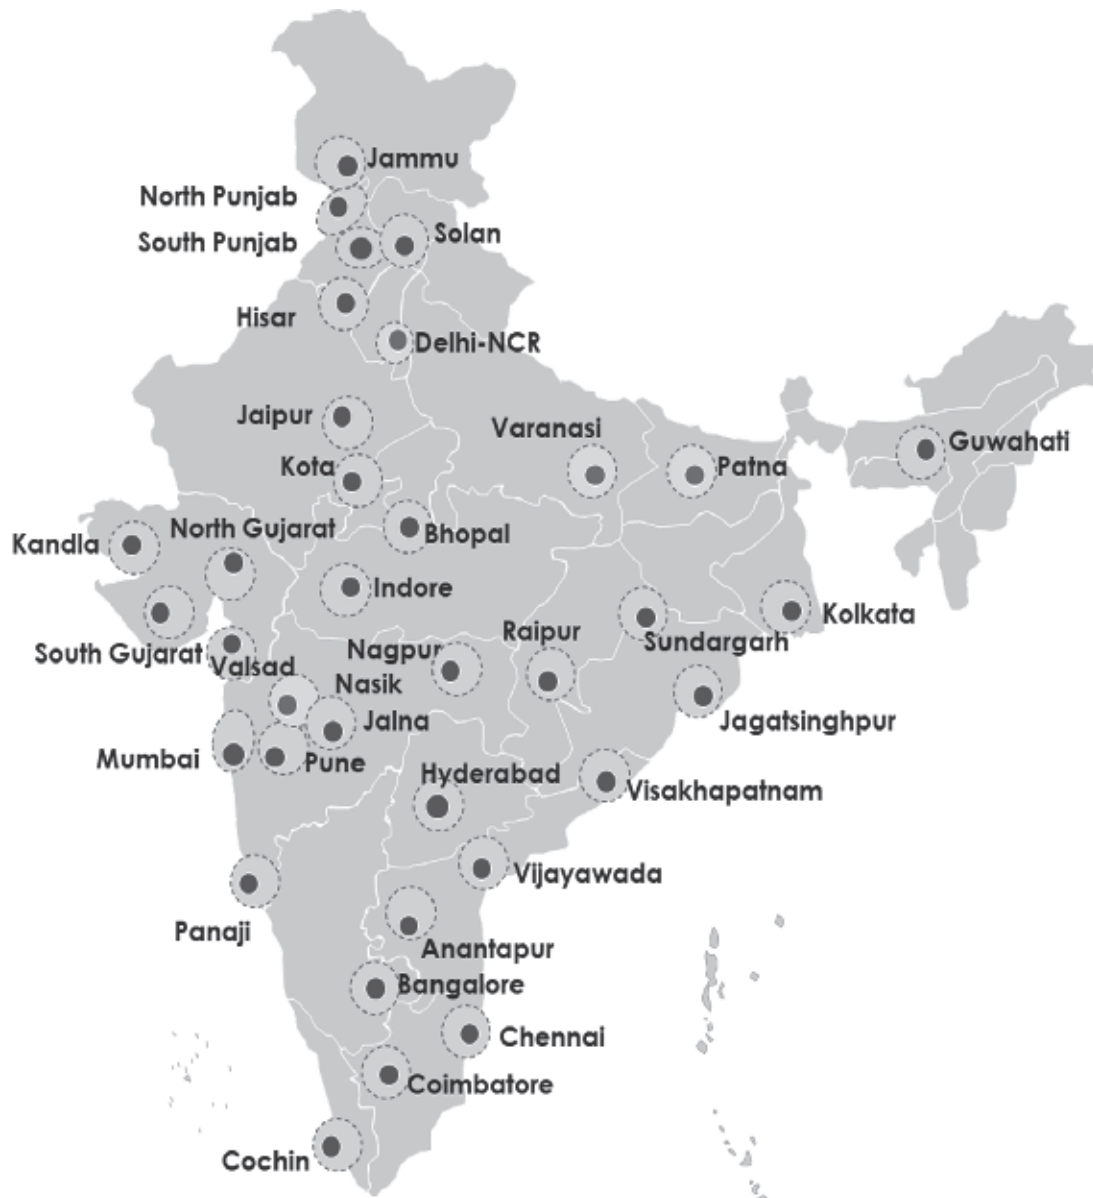 Jammu
North Punjab
Solan
South Punjab
Hisar
Delhi-NCR
Jaipur
Varanasi
Guwahati
Kota
Patna
North Gujarat
Bhopal
Kandla
Indore
Kolkata
Raipur
Sundargarh
South Gujarat
Nagpur
Valsad
Nasik
Jalna
Jagatsinghpur
Mumbai
Pune
Hyderabad
Visakhapatnam
Vijayawada
Panaji
Anantapur
Bangalore
Chennai
Coimbatore
Cochin